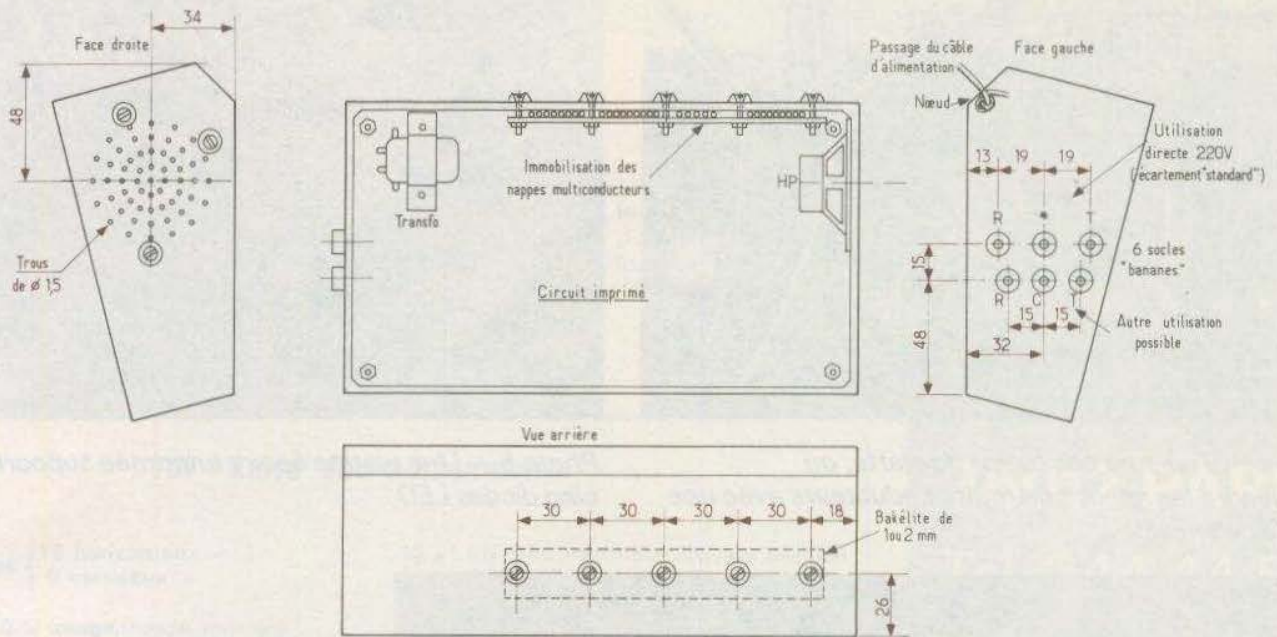 34
Face droite
48
Trous
de ø 1,5
Transfo
Immobilisation des
nappes multiconducteurs
HP
Circuit imprimé
Passage du câble
d'alimentation
Face gauche
Nœud
Utilisation
directe 220V
(écartement "standard")
13
19
19
R
*
T
15
6 socles
"bananes"
R
C
T
15
15
Autre utilisation
possible
32
48
Vue arrière
30
30
30
30
18
Bakélite de
1ou 2 mm
26